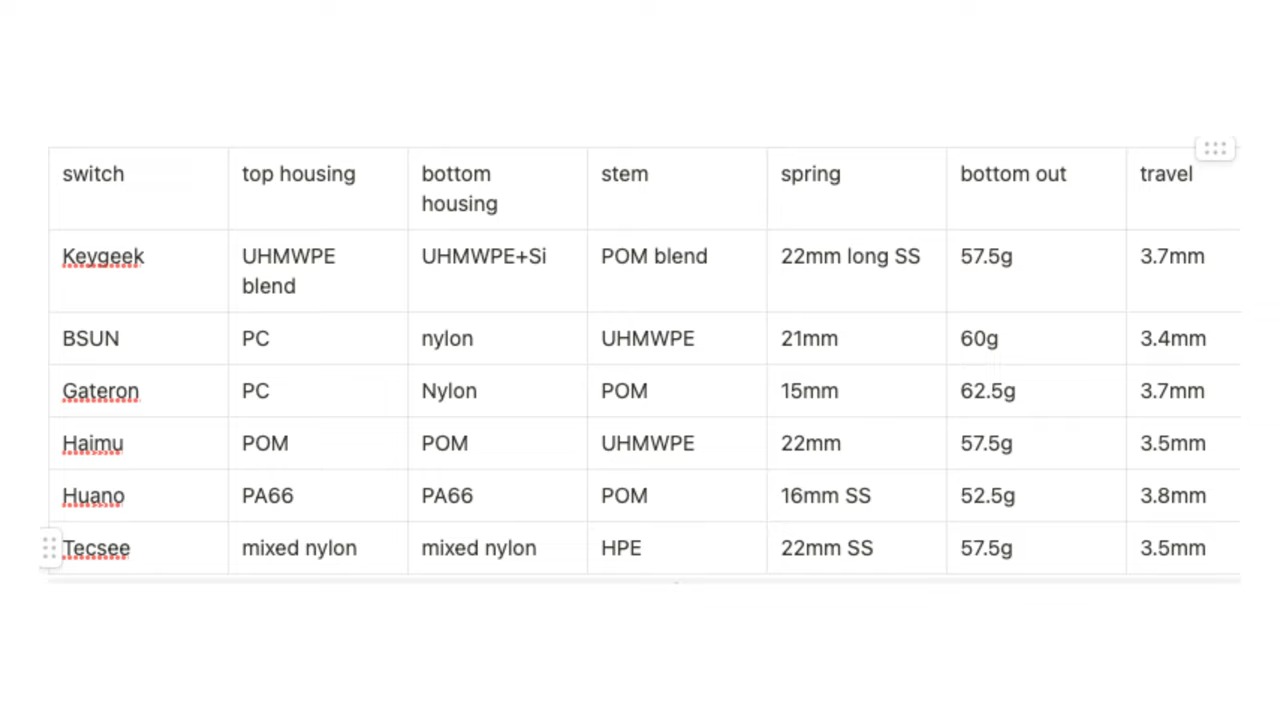 switch top housing bottom housing stem spring bottom out travel
Keygeek UHMWPE blend UHMWPE+Si POM blend 22mm long SS 57.5g 3.7mm
BSUN PC nylon UHMWPE 21mm 60g 3.4mm
Gateron PC Nylon POM 15mm 62.5g 3.7mm
Haimu POM POM UHMWPE 22mm 57.5g 3.5mm
Huano PA66 PA66 POM 16mm SS 52.5g 3.8mm
Tecsee mixed nylon mixed nylon HPE 22mm SS 57.5g 3.5mm